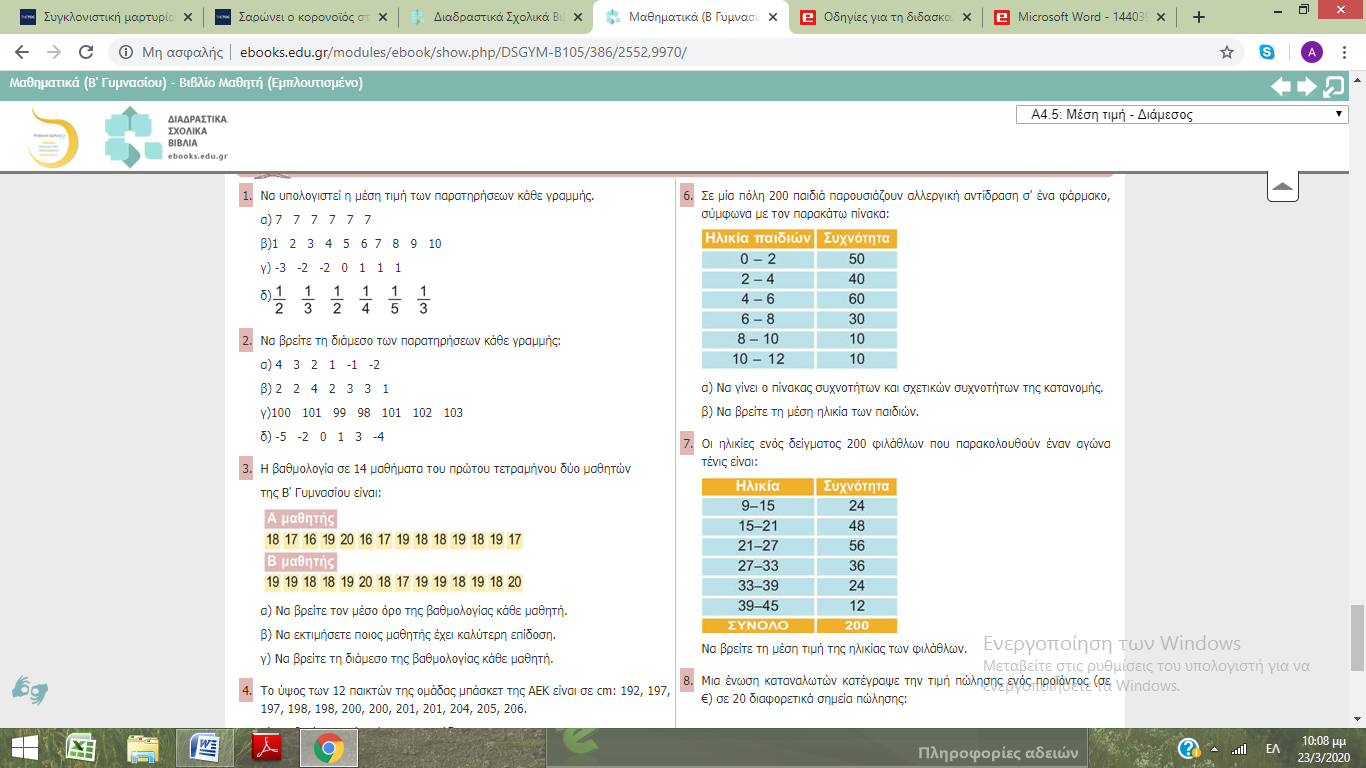 Συγκλονιστική μαρτυρία
Σαρώνει ο κορονοϊός στ
Διαδραστικά Σχολικά Βιβ
Μαθηματικά (Β Γυμνασί
Οδηγίες για τη διδασκαλ
Microsoft Word - 144035
Μη ασφαλής
ebooks.edu.gr/modules/ebook/show.php/DSGYM-B105/386/2552,9970/
A
Μαθηματικά (Β' Γυμνασίου) - Βιβλίο Μαθητή (Εμπλουτισμένο)
ΔΙΑΔΡΑΣΤΙΚΑ
ΣΧΟΛΙΚΑ
ΒΙΒΛΙΑ
ebooks.edu.gr
Α4.5: Μέση τιμή - Διάμεσος
1. Να υπολογιστεί η μέση τιμή των παρατηρήσεων κάθε γραμμής.
α) 7 7 7 7 7 7
β)1 2 3 4 5 6 7 8 9 10
γ) -3 -2 -2 0 1 1 1
δ) 1/2 1/3 1/2 1/4 1/5 1/3
2. Να βρείτε τη διάμεσο των παρατηρήσεων κάθε γραμμής:
α) 4 3 2 1 -1 -2
β) 2 2 4 2 3 3 1
γ)100 101 99 98 101 102 103
δ) -5 -2 0 1 3 -4
3. Η βαθμολογία σε 14 μαθήματα του πρώτου τετραμήνου δύο μαθητών
της Β' Γυμνασίου είναι:
Α μαθητής
18 17 16 19 20 16 17 19 18 18 19 18 19 17
Β μαθητής
19 19 18 18 19 20 18 17 19 19 18 19 18 20
α) Να βρείτε τον μέσο όρο της βαθμολογίας κάθε μαθητή.
β) Να εκτιμήσετε ποιος μαθητής έχει καλύτερη επίδοση.
γ) Να βρείτε τη διάμεσο της βαθμολογίας κάθε μαθητή.
4. Το ύψος των 12 παικτών της ομάδας μπάσκετ της ΑΕΚ είναι σε cm: 192, 197,
197, 198, 198, 200, 200, 201, 201, 204, 205, 206.
6. Σε μία πόλη 200 παιδιά παρουσιάζουν αλλεργική αντίδραση σ' ένα φάρμακο,
σύμφωνα με τον παρακάτω πίνακα:
Ηλικία παιδιών Συχνότητα
0 – 2 50
2 – 4 40
4 – 6 60
6 – 8 30
8 – 10 10
10 – 12 10
α) Να γίνει ο πίνακας συχνοτήτων και σχετικών συχνοτήτων της κατανομής.
β) Να βρείτε τη μέση ηλικία των παιδιών.
7. Οι ηλικίες ενός δείγματος 200 φιλάθλων που παρακολουθούν έναν αγώνα
τένις είναι:
Ηλικία Συχνότητα
9–15 24
15–21 48
21–27 56
27–33 36
33–39 24
39–45 12
ΣΥΝΟΛΟ 200
Να βρείτε τη μέση τιμή της ηλικίας των φιλάθλων.
8. Μια ένωση καταναλωτών κατέγραψε την τιμή πώλησης ενός προϊόντος (σε
€) σε 20 διαφορετικά σημεία πώλησης:
Ενεργοποίηση των Windows
Μεταβείτε στις ρυθμίσεις του υπολογιστή για να
ενεργοποιήσετε τα Windows.
Πληροφορίες αδειών
ΕΛ
10:08 μμ
23/3/2020